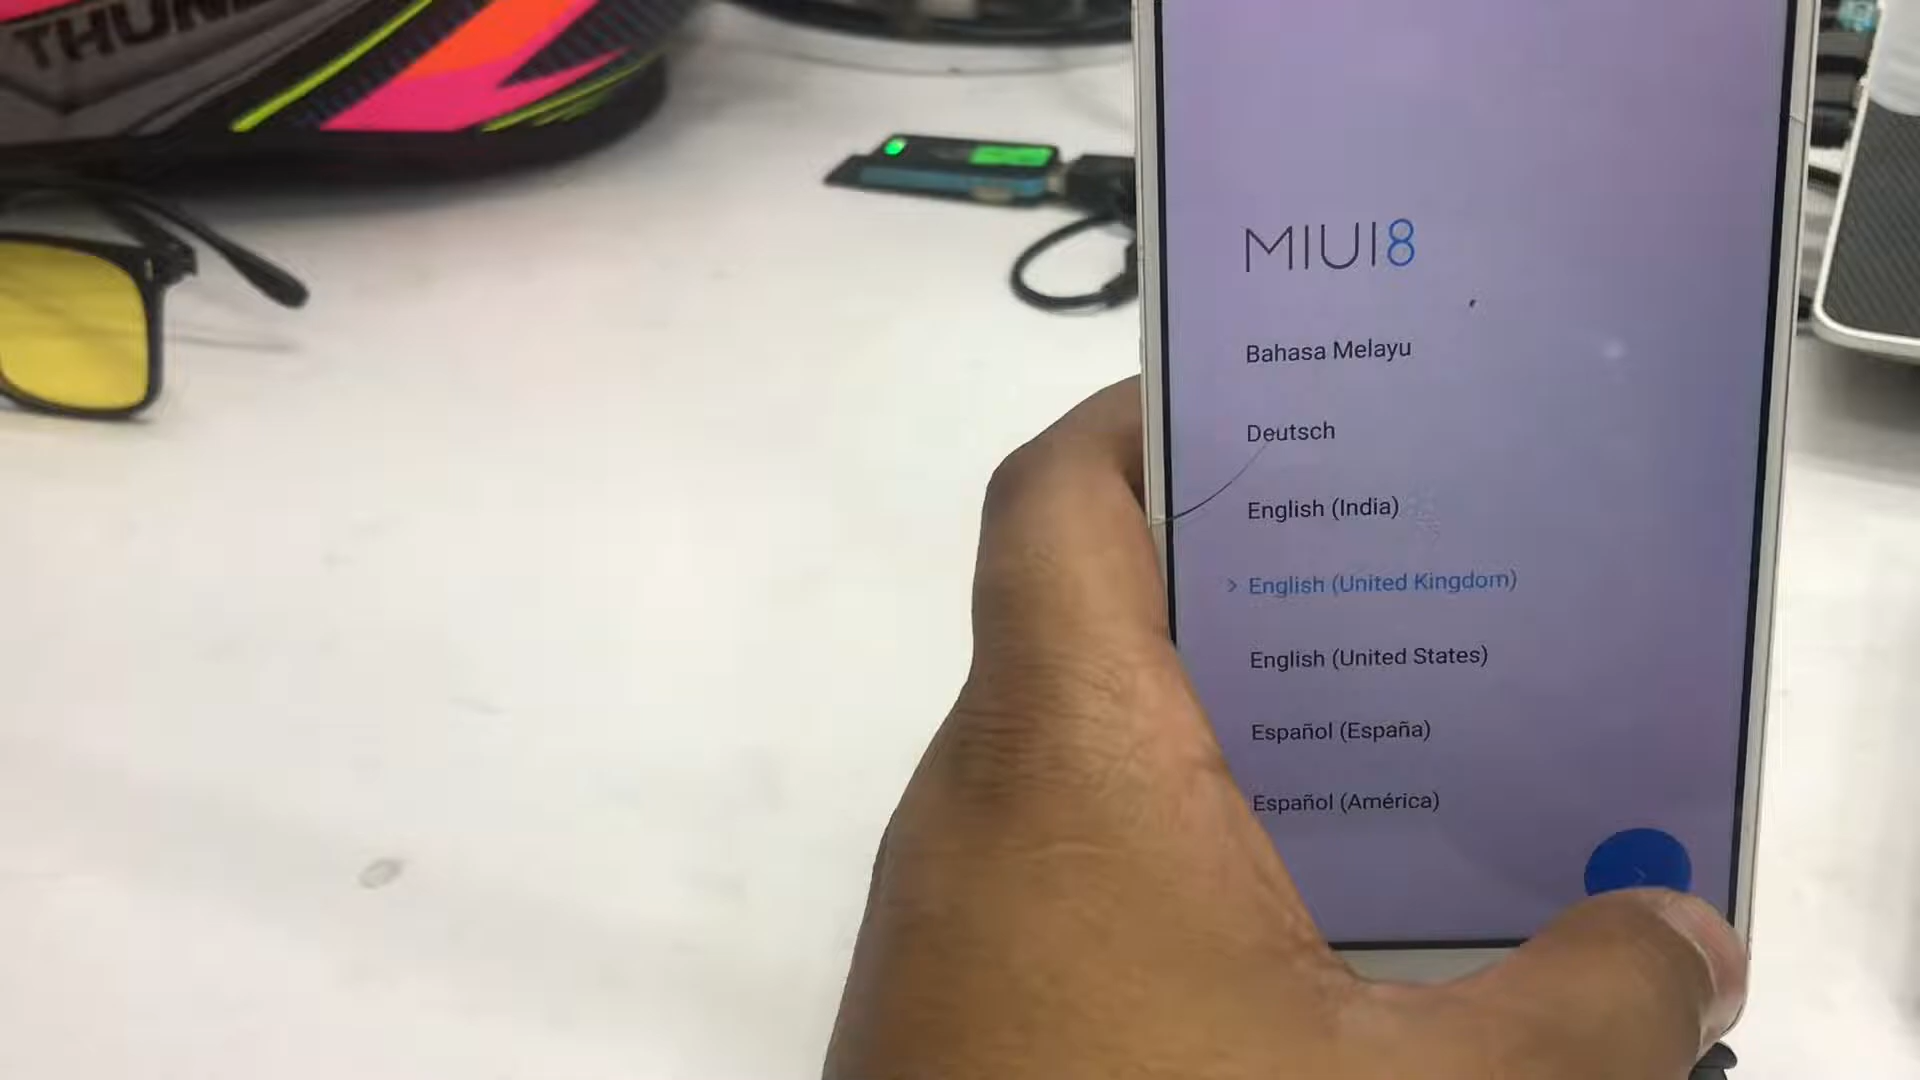 MIUI8
Bahasa Melayu
Deutsch
English (India)
> English (United Kingdom)
English (United States)
Español (España)
Español (América)